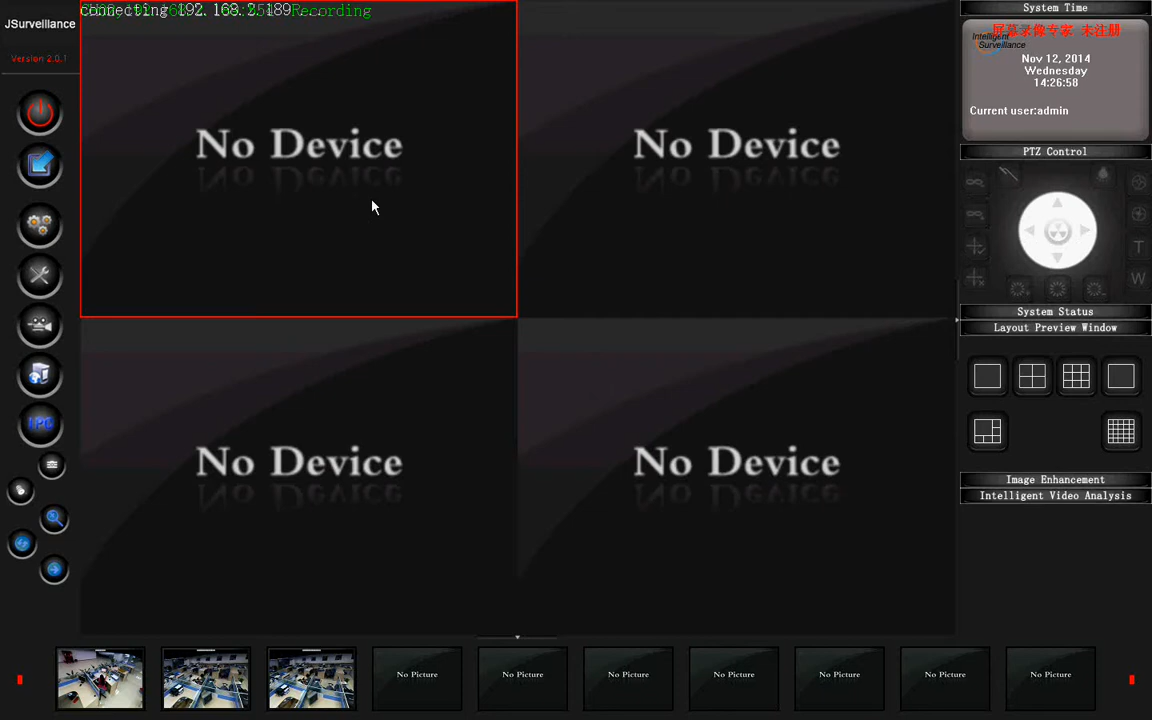 JSurveillance
Version 2.0.1
connecting 192.168.2.189... Recording
No Device
No Device
No Device
No Device
System Time
屏幕录像专家 未注册
Intelligent
Surveillance
Nov 12, 2014
Wednesday
14:26:58
Current user:admin
PTZ Control
T
W
System Status
Layout Preview Window
Image Enhancement
Intelligent Video Analysis
IPC
No Picture
No Picture
No Picture
No Picture
No Picture
No Picture
No Picture